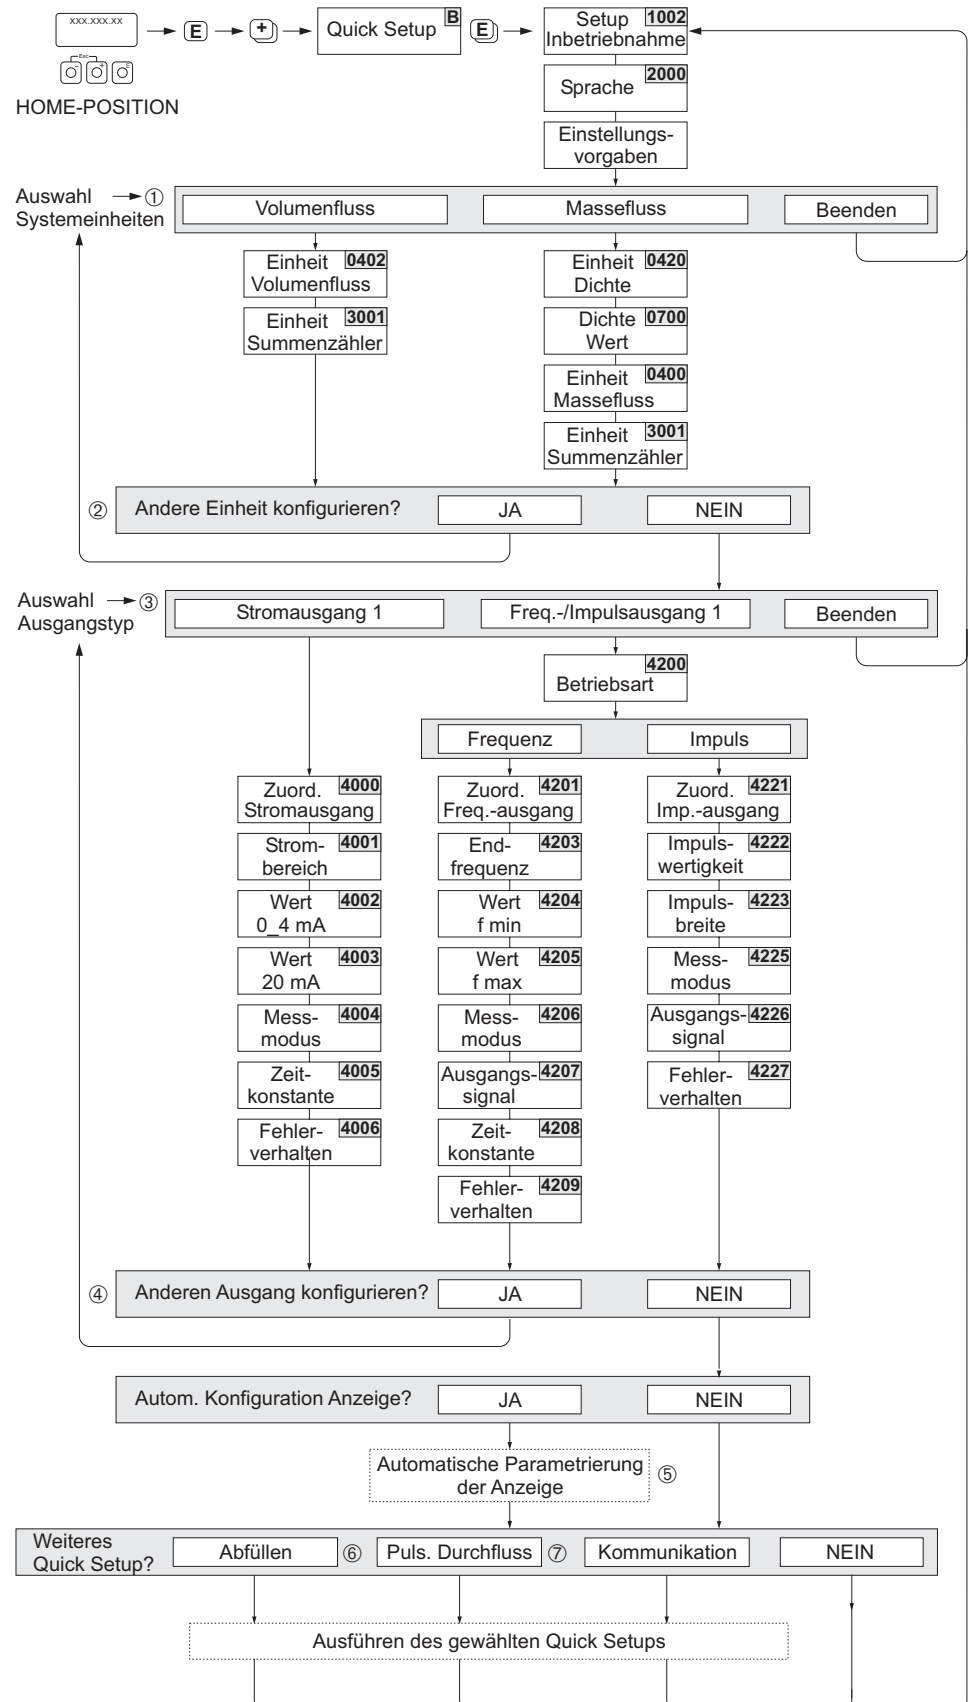 xxx.xxx.xx
E
+
Quick Setup B
E
Setup 1002
Inbetriebnahme
Esc
- + E
HOME-POSITION
Sprache 2000
Einstellungs-
vorgaben
Auswahl
Systemeinheiten
①
Volumenfluss
Massefluss
Beenden
Einheit 0402
Volumenfluss
Einheit 3001
Summenzähler
Einheit 0420
Dichte
Dichte 0700
Wert
Einheit 0400
Massefluss
Einheit 3001
Summenzähler
② Andere Einheit konfigurieren?
JA
NEIN
Auswahl
Ausgangstyp
③
Stromausgang 1
Freq.-/Impulsausgang 1
Beenden
4200
Betriebsart
Frequenz
Impuls
Zuord. 4000
Stromausgang
Strom- 4001
bereich
Wert 4002
0_4 mA
Wert 4003
20 mA
Mess- 4004
modus
Zeit- 4005
konstante
Fehler- 4006
verhalten
Zuord. 4201
Freq.-ausgang
End- 4203
frequenz
Wert 4204
f min
Wert 4205
f max
Mess- 4206
modus
Ausgangs- 4207
signal
Zeit- 4208
konstante
Fehler- 4209
verhalten
Zuord. 4221
Imp.-ausgang
Impuls- 4222
wertigkeit
Impuls- 4223
breite
Mess- 4225
modus
Ausgangs- 4226
signal
Fehler- 4227
verhalten
④ Anderen Ausgang konfigurieren?
JA
NEIN
Autom. Konfiguration Anzeige?
JA
NEIN
Automatische Parametrierung
der Anzeige
⑤
Weiteres
Quick Setup?
Abfüllen
⑥
Puls. Durchfluss
⑦
Kommunikation
NEIN
Ausführen des gewählten Quick Setups